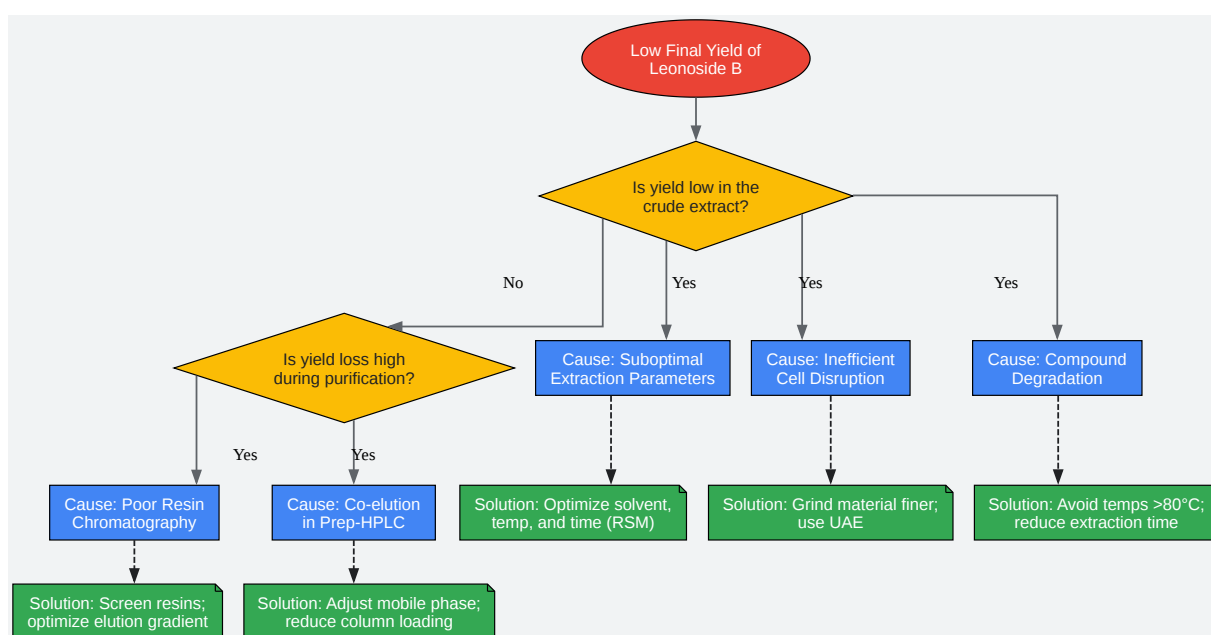 Low Final Yield of
Leonoside B
Is yield low in the
crude extract?
No
Yes
Yes
Yes
Is yield loss high
during purification?
Cause: Suboptimal
Extraction Parameters
Cause: Inefficient
Cell Disruption
Cause: Compound
Degradation
Yes
Yes
Cause: Poor Resin
Chromatography
Cause: Co-elution
in Prep-HPLC
Solution: Optimize solvent,
temp, and time (RSM)
Solution: Grind material finer;
use UAE
Solution: Avoid temps >80°C;
reduce extraction time
Solution: Screen resins;
optimize elution gradient
Solution: Adjust mobile phase;
reduce column loading